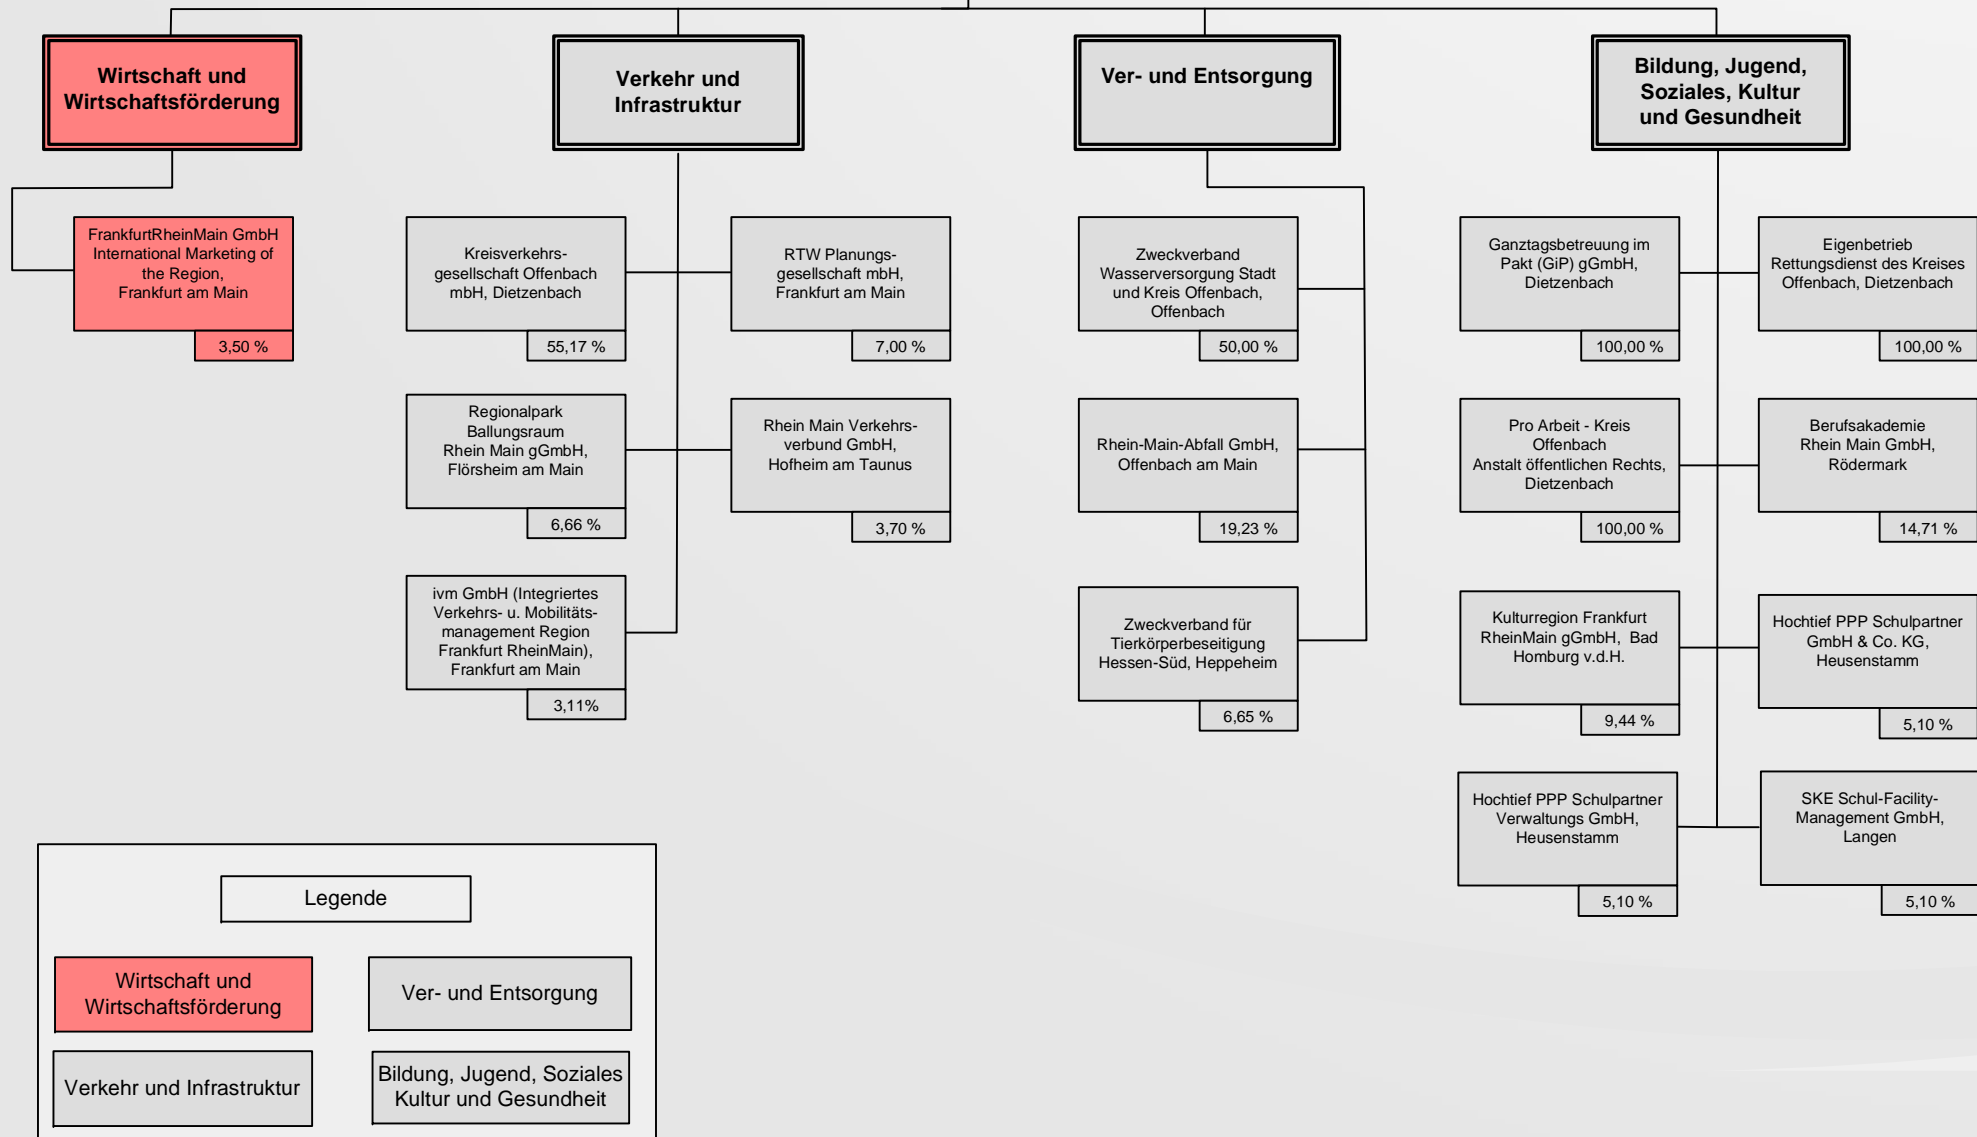 Wirtschaft und
Wirtschaftsförderung
FrankfurtRheinMain GmbH
International Marketing of
the Region,
Frankfurt am Main
3,50 %
Verkehr und
Infrastruktur
Kreisverkehrs-
gesellschaft Offenbach
mbH, Dietzenbach
55,17 %
RTW Planungs-
gesellschaft mbH,
Frankfurt am Main
7,00 %
Regionalpark
Ballungsraum
Rhein Main gGmbH,
Flörsheim am Main
6,66 %
Rhein Main Verkehrs-
verbund GmbH,
Hofheim am Taunus
3,70 %
ivm GmbH (Integriertes
Verkehrs- u. Mobilitäts-
management Region
Frankfurt RheinMain),
Frankfurt am Main
3,11%
Ver- und Entsorgung
Zweckverband
Wasserversorgung Stadt
und Kreis Offenbach,
Offenbach
50,00 %
Rhein-Main-Abfall GmbH,
Offenbach am Main
19,23 %
Zweckverband für
Tierkörperbeseitigung
Hessen-Süd, Heppeheim
6,65 %
Bildung, Jugend,
Soziales, Kultur
und Gesundheit
Ganztagsbetreuung im
Pakt (GiP) gGmbH,
Dietzenbach
100,00 %
Eigenbetrieb
Rettungsdienst des Kreises
Offenbach, Dietzenbach
100,00 %
Pro Arbeit - Kreis
Offenbach
Anstalt öffentlichen Rechts,
Dietzenbach
100,00 %
Berufsakademie
Rhein Main GmbH,
Rödermark
14,71 %
Kulturregion Frankfurt
RheinMain gGmbH, Bad
Homburg v.d.H.
9,44 %
Hochtief PPP Schulpartner
GmbH & Co. KG,
Heusenstamm
5,10 %
Hochtief PPP Schulpartner
Verwaltungs GmbH,
Heusenstamm
5,10 %
SKE Schul-Facility-
Management GmbH,
Langen
5,10 %
Legende
Wirtschaft und
Wirtschaftsförderung
Ver- und Entsorgung
Verkehr und Infrastruktur
Bildung, Jugend, Soziales
Kultur und Gesundheit